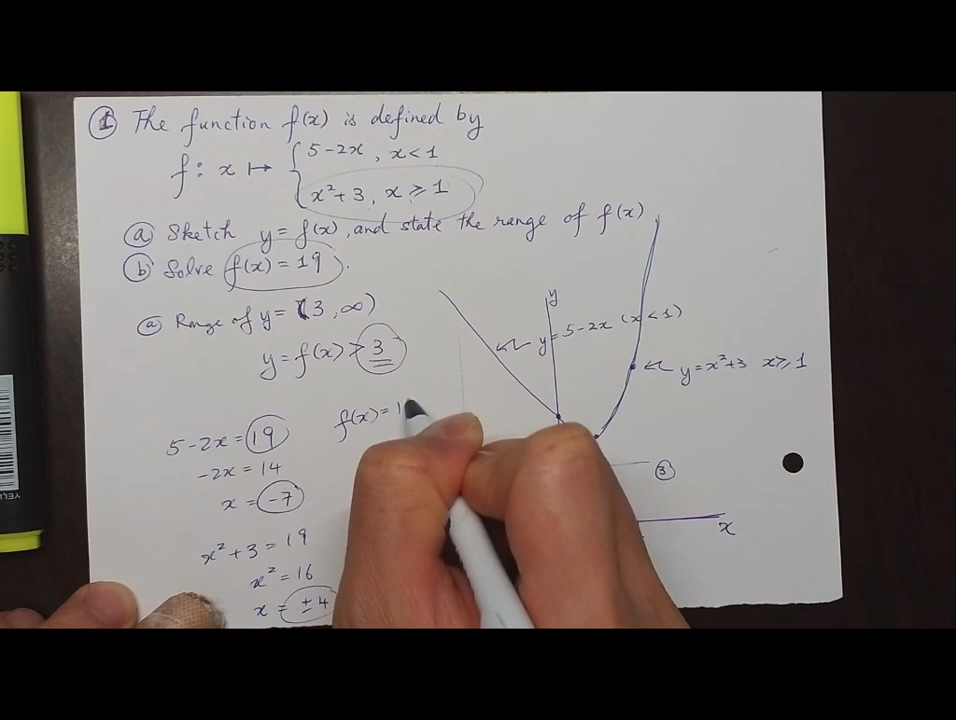 ① The function f(x) is defined by
f : x ↦ { 5-2x , x < 1
x²+3, x ⩾ 1
ⓐ Sketch y = f(x), and state the range of f(x)
ⓑ Solve f(x) = 19.
ⓐ Range of y = (3, ∞)
y = f(x) > 3
5-2x = 19
-2x = 14
x = -7
x²+3 = 19
x² = 16
x = ±4
f(x) = 1
y
y = 5-2x (x < 1)
y = x²+3 x ⩾ 1
③
x